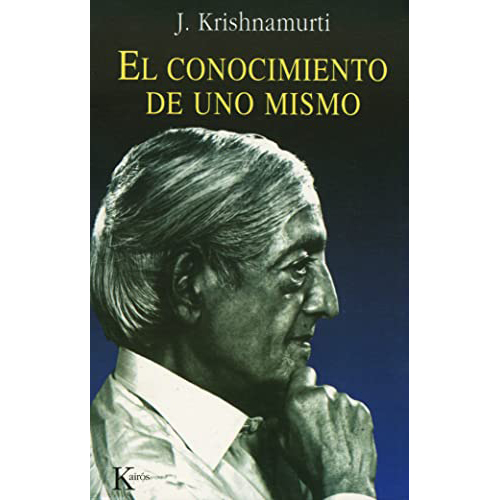 J. Krishnamurti
EL CONOCIMIENTO
DE UNO MISMO
Kairós